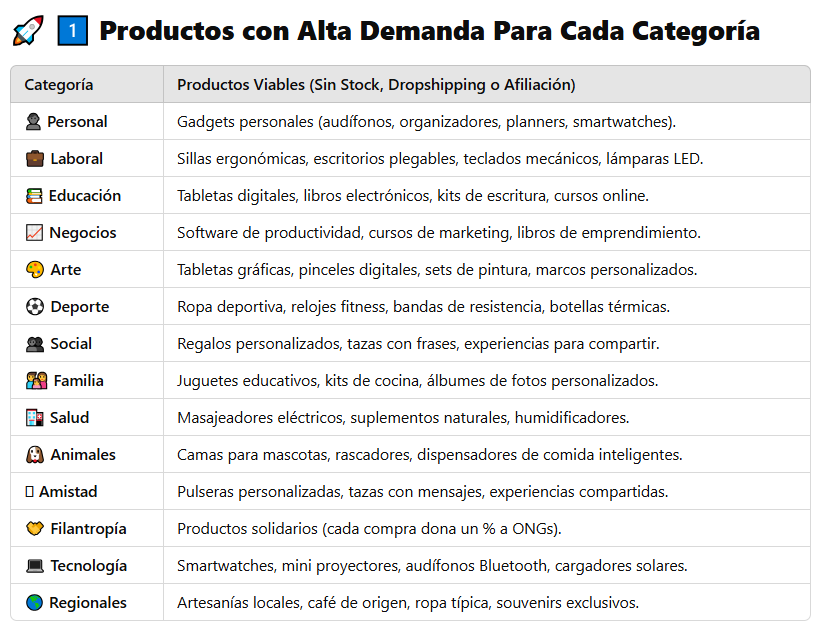 🚀 1️⃣ Productos con Alta Demanda Para Cada Categoría
Categoría Productos Viables (Sin Stock, Dropshipping o Afiliación)
👤 Personal Gadgets personales (audífonos, organizadores, planners, smartwatches).
💼 Laboral Sillas ergonómicas, escritorios plegables, teclados mecánicos, lámparas LED.
📚 Educación Tabletas digitales, libros electrónicos, kits de escritura, cursos online.
📈 Negocios Software de productividad, cursos de marketing, libros de emprendimiento.
🎨 Arte Tabletas gráficas, pinceles digitales, sets de pintura, marcos personalizados.
⚽ Deporte Ropa deportiva, relojes fitness, bandas de resistencia, botellas térmicas.
👥 Social Regalos personalizados, tazas con frases, experiencias para compartir.
👨‍👩‍👧 Familia Juguetes educativos, kits de cocina, álbumes de fotos personalizados.
🏥 Salud Masajeadores eléctricos, suplementos naturales, humidificadores.
🐶 Animales Camas para mascotas, rascadores, dispensadores de comida inteligentes.
▯ Amistad Pulseras personalizadas, tazas con mensajes, experiencias compartidas.
🤝 Filantropía Productos solidarios (cada compra dona un % a ONGs).
💻 Tecnología Smartwatches, mini proyectores, audífonos Bluetooth, cargadores solares.
🌍 Regionales Artesanías locales, café de origen, ropa típica, souvenirs exclusivos.